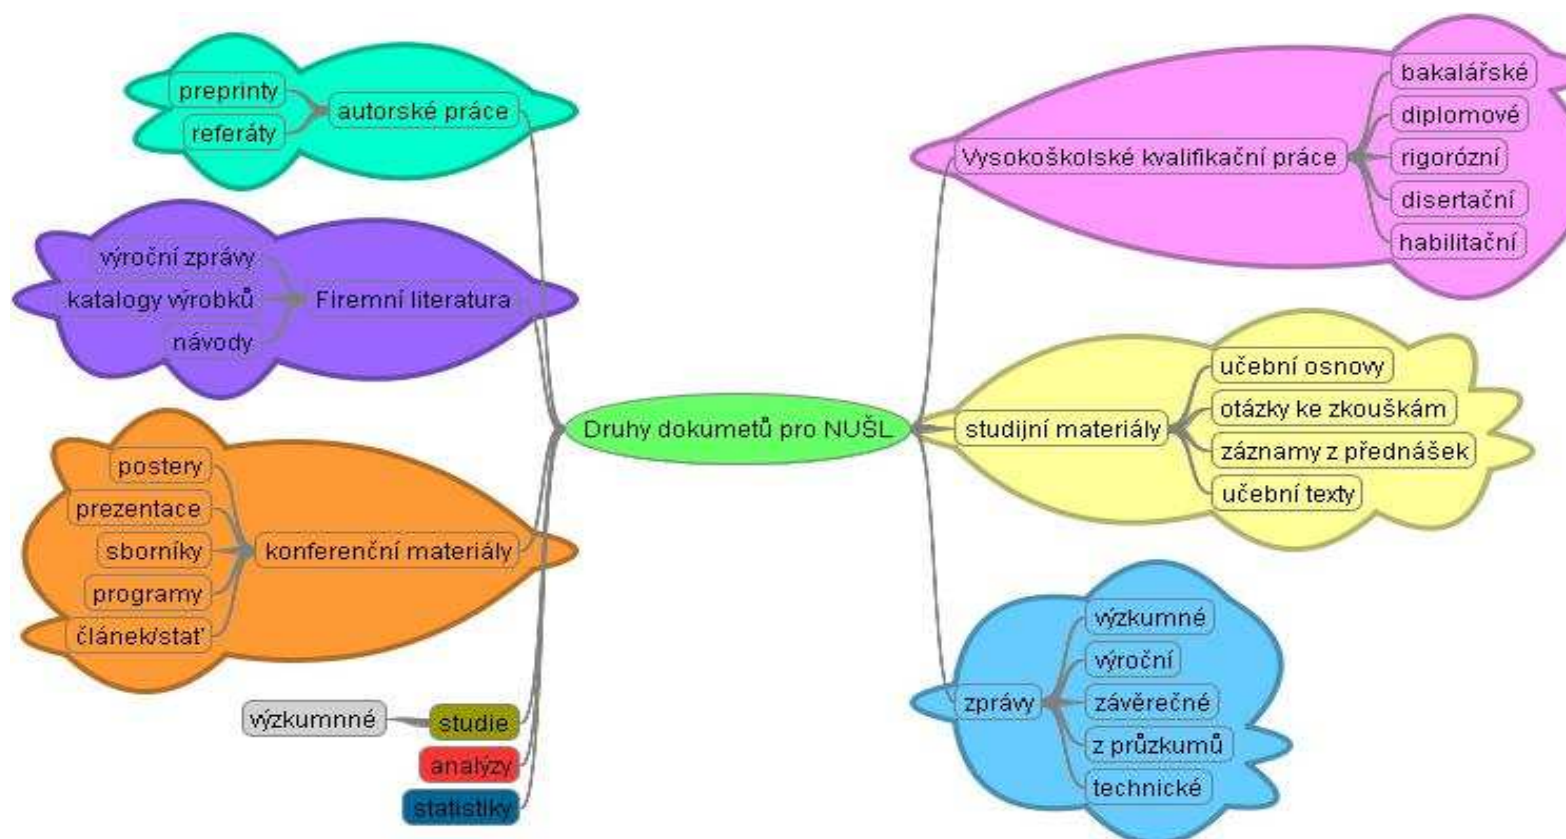 preprinty
referáty
autorské práce
výroční zprávy
katalogy výrobků
návody
Firemní literatura
postery
prezentace
sborníky
programy
článek/stať
konferenční materiály
výzkumnné
studie
analýzy
statistiky
Druhy dokumetů pro NUŠL
Vysokoškolské kvalifikační práce
bakalářské
diplomové
rigorózní
disertační
habilitační
studijní materiály
učební osnovy
otázky ke zkouškám
záznamy z přednášek
učební texty
zprávy
výzkumné
výroční
závěrečné
z průzkumů
technické